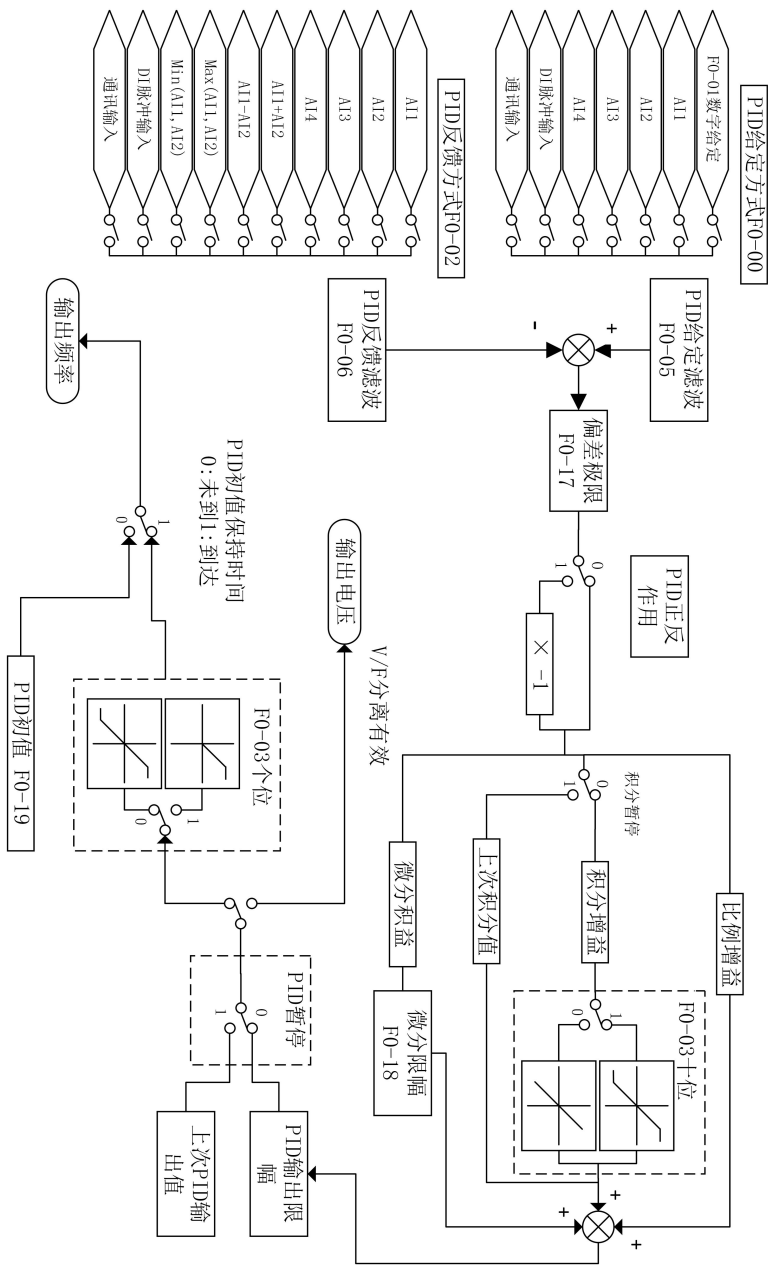 PID给定方式F0-00
F0-01数字给定
AI1
AI2
AI3
AI4
DI脉冲输入
通讯输入
PID反馈方式F0-02
AI1
AI2
AI3
AI4
AI1+AI2
AI1-AI2
Max(AI1,AI2)
Min(AI1,AI2)
DI脉冲输入
通讯输入
PID给定滤波
F0-05
+
-
PID反馈滤波
F0-06
偏差极限
F0-17
PID正反
作用
0
1
× -1
积分暂停
0
1
比例增益
积分增益
上次积分值
微分积益
微分限幅
F0-18
F0-03十位
1
0
+
+
+
PID输出限
幅
上次PID输
出值
PID暂停
0
1
V/F分离有效
输出电压
F0-03个位
1
0
PID初值保持时间
0:未到1:到达
1
0
PID初值 F0-19
输出频率